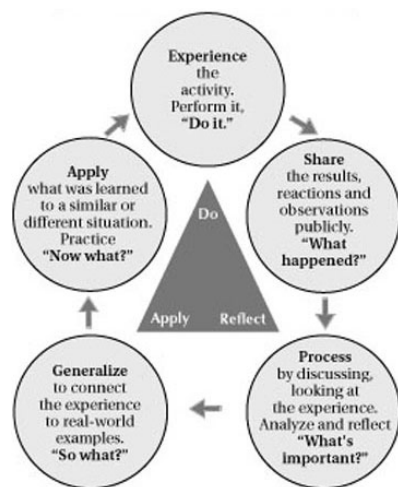 Experience
the
activity.
Perform it,
"Do it."
Share
the results,
reactions and
observations
publicly.
"What
happened?"
Process
by discussing,
looking at
the experience.
Analyze and reflect
"What's
important?"
Generalize
to connect
the experience
to real-world
examples.
"So what?"
Apply
what was learned
to a similar or
different situation.
Practice
"Now what?"
Do
Apply Reflect